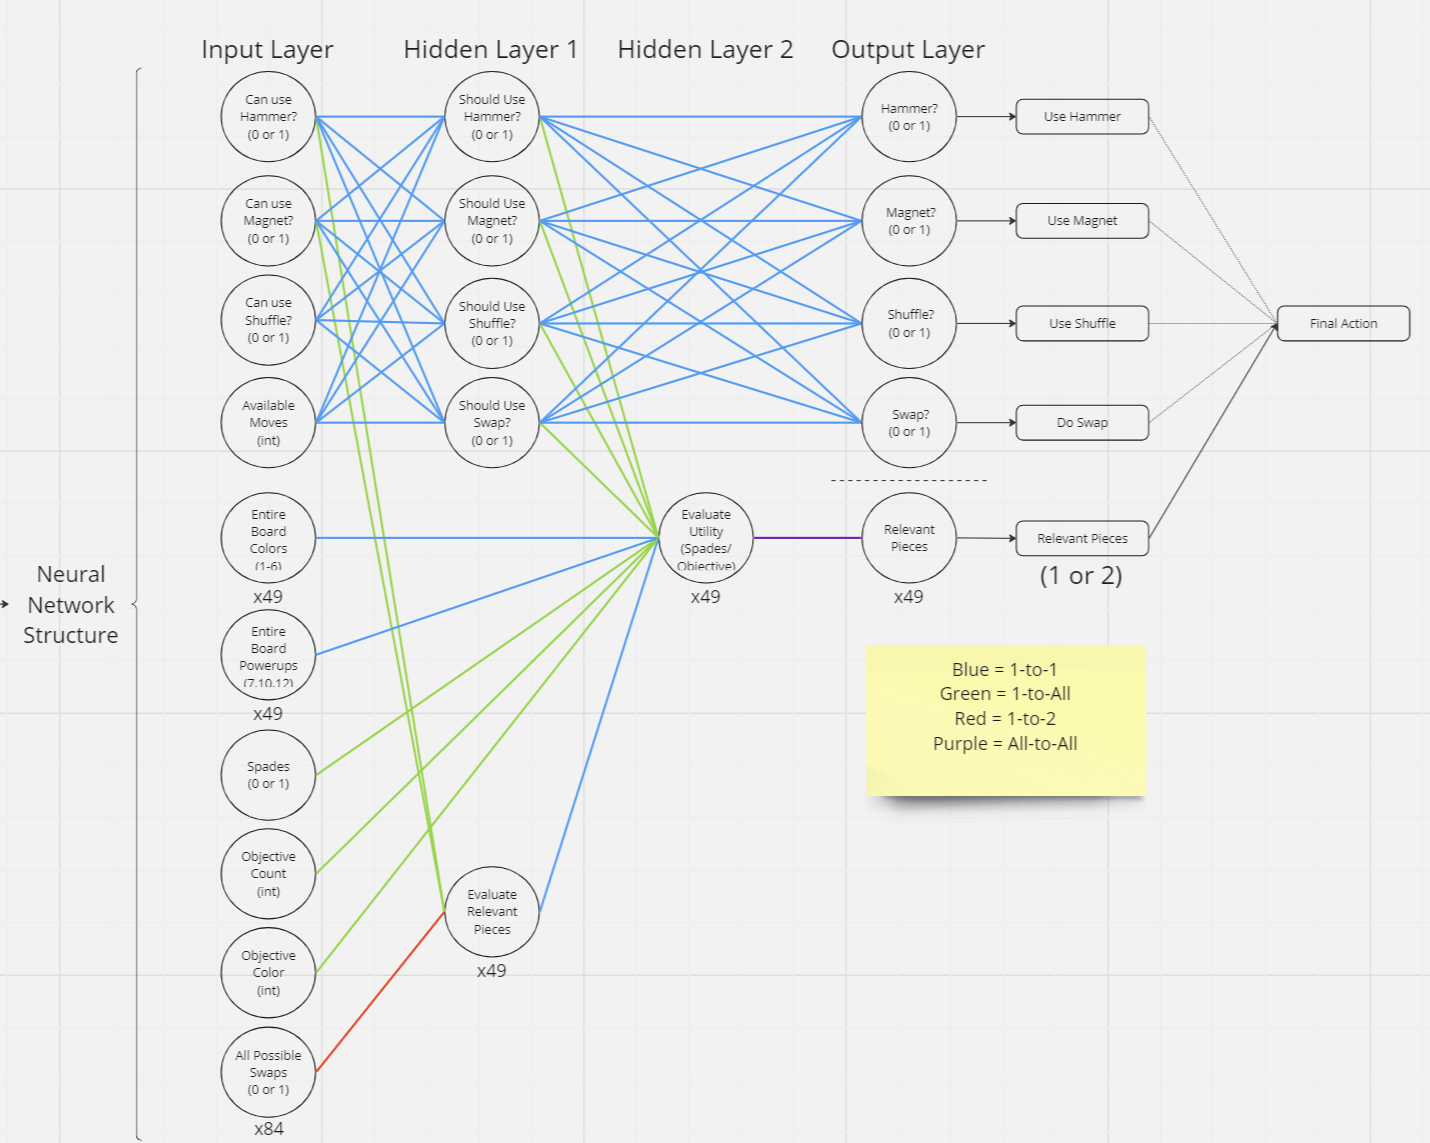 Input Layer
Hidden Layer 1
Hidden Layer 2
Output Layer
Can use
Hammer?
(0 or 1)
Should Use
Hammer?
(0 or 1)
Hammer?
(0 or 1)
Use Hammer
Can use
Magnet?
(0 or 1)
Should Use
Magnet?
(0 or 1)
Magnet?
(0 or 1)
Use Magnet
Can use
Shuffle?
(0 or 1)
Should Use
Shuffle?
(0 or 1)
Shuffle?
(0 or 1)
Use Shuffle
Final Action
Available
Moves
(int)
Should Use
Swap?
(0 or 1)
Swap?
(0 or 1)
Do Swap
Entire
Board
Colors
(1-6)
x49
Evaluate
Utility
(Spades/
Objective)
x49
Relevant
Pieces
x49
Relevant Pieces
(1 or 2)
Neural
Network
Structure
Entire
Board
Powerups
(7,10,12)
x49
Blue = 1-to-1
Green = 1-to-All
Red = 1-to-2
Purple = All-to-All
Spades
(0 or 1)
Objective
Count
(int)
Evaluate
Relevant
Pieces
x49
Objective
Color
(int)
All Possible
Swaps
(0 or 1)
x84